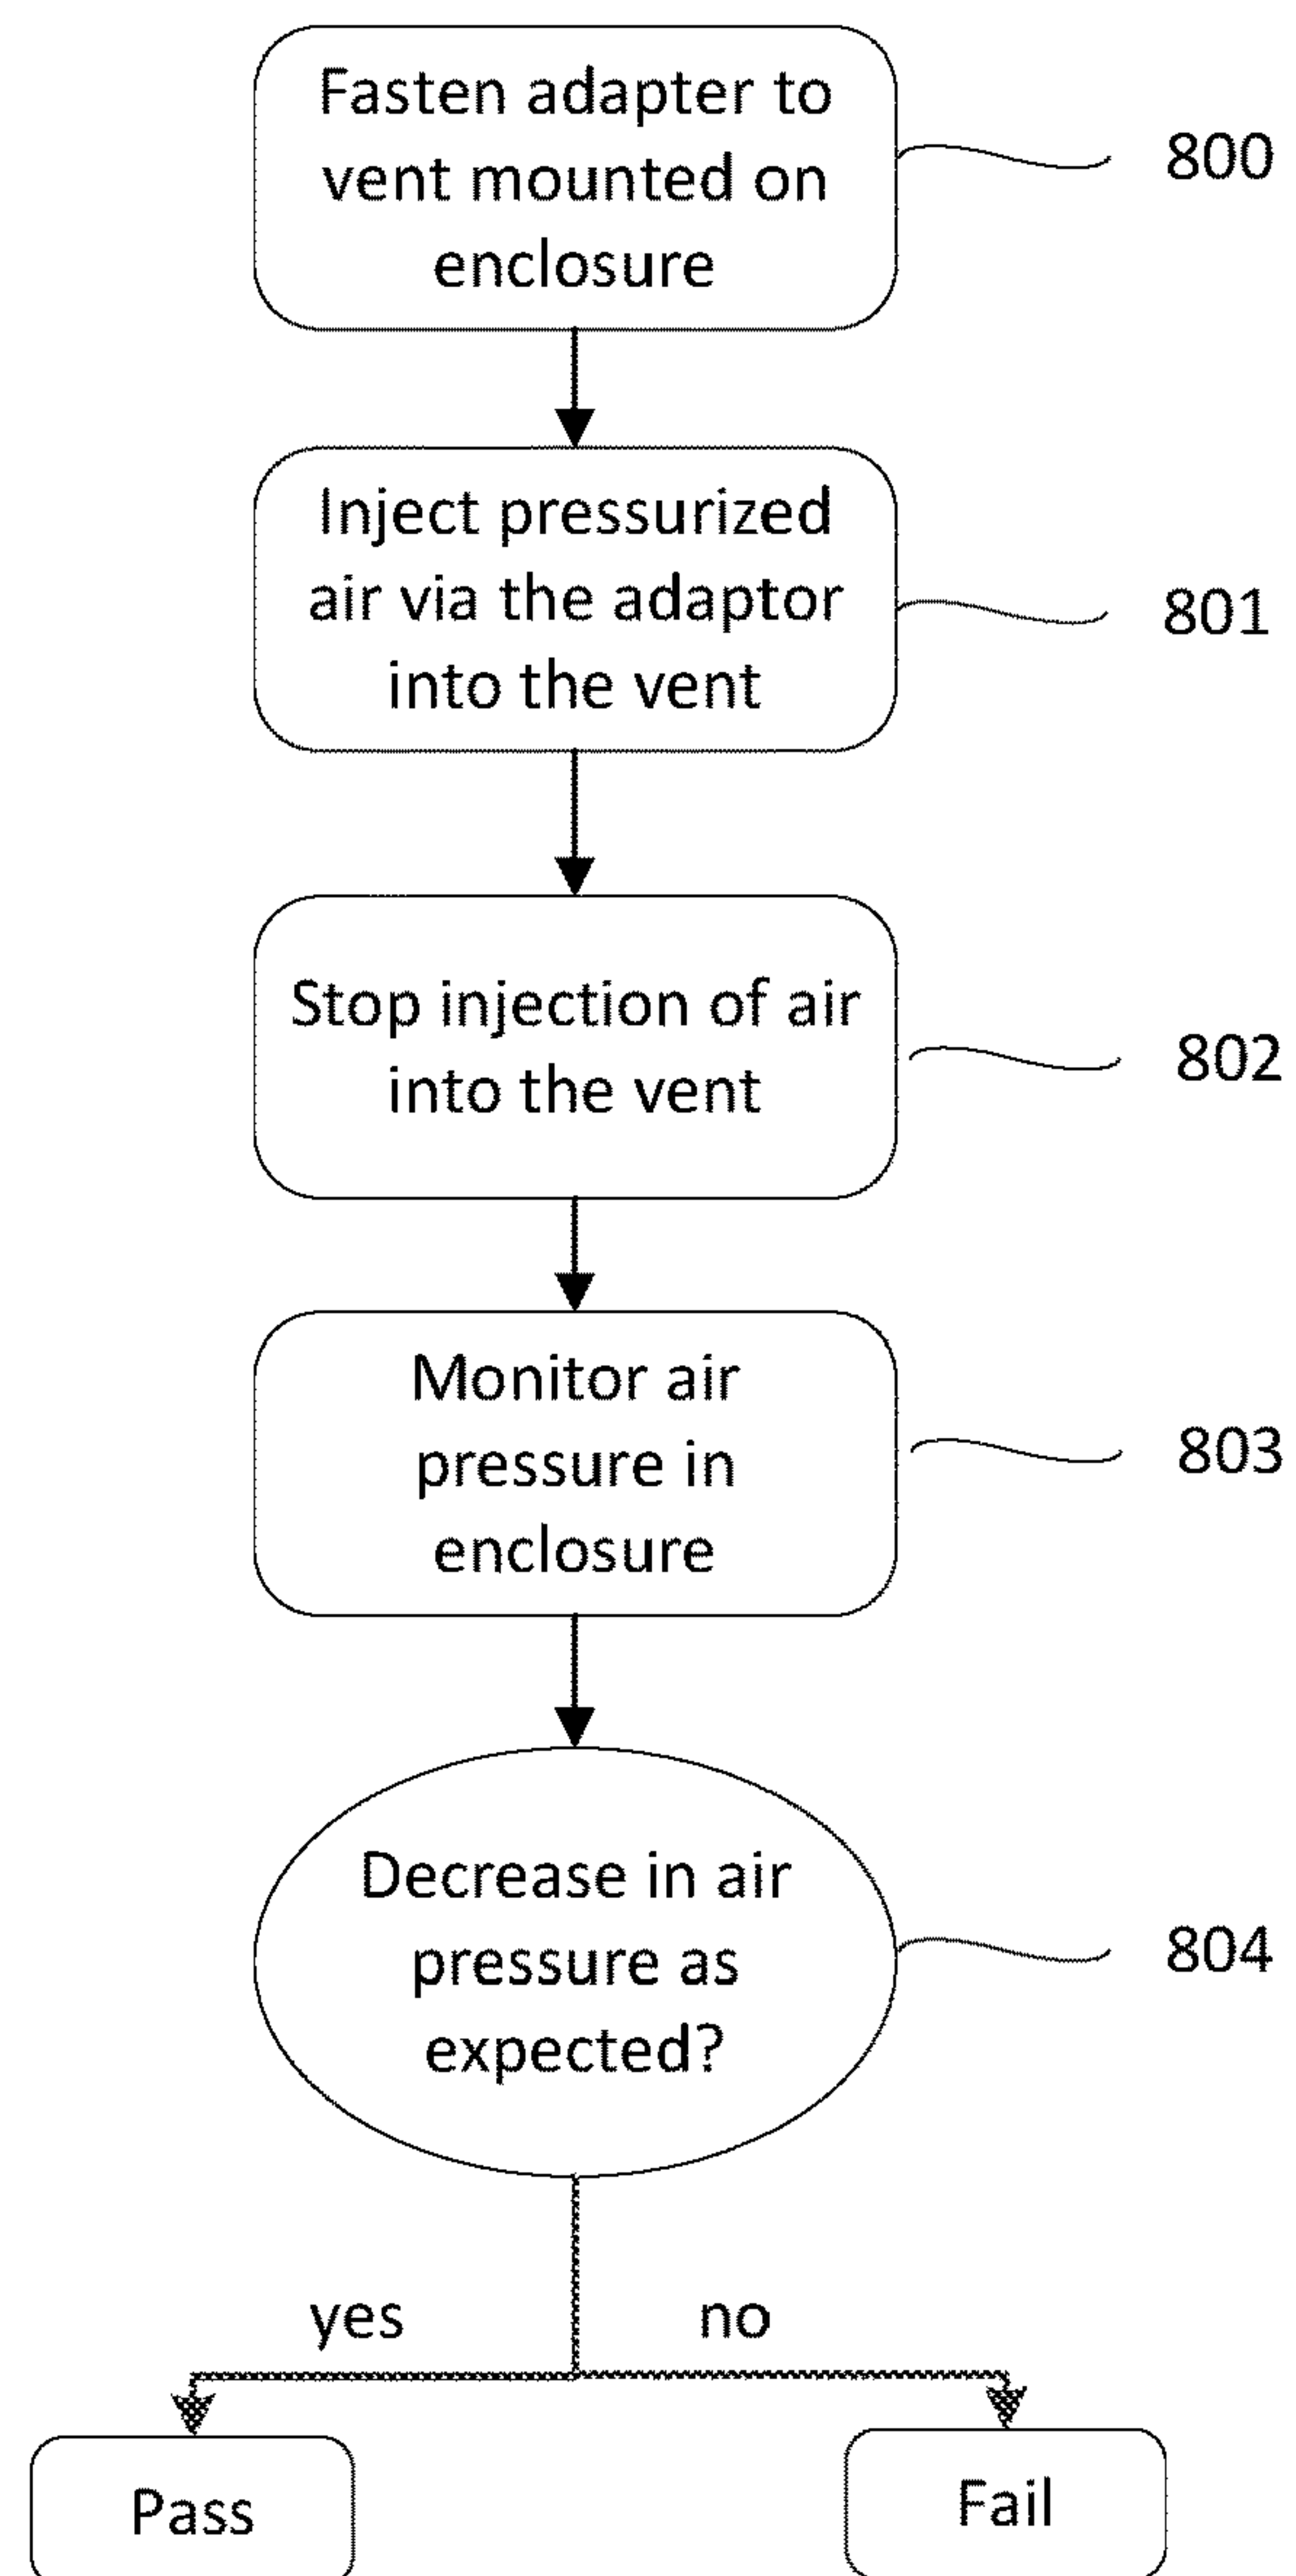 Fasten adapter to
vent mounted on
enclosure
800
Inject pressurized
air via the adaptor
into the vent
801
Stop injection of air
into the vent
802
Monitor air
pressure in
enclosure
803
Decrease in air
pressure as
expected?
804
yes
no
Pass
Fail